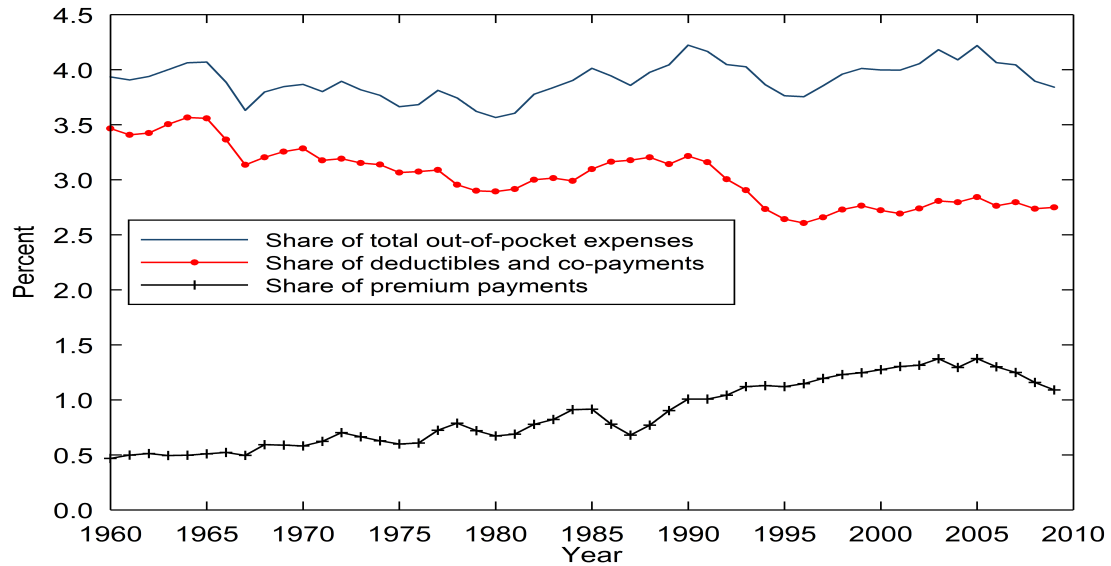 4.5
4.0
3.5
3.0
2.5
2.0
1.5
1.0
0.5
0.0
Percent
Share of total out-of-pocket expenses
Share of deductibles and co-payments
Share of premium payments
1960 1965 1970 1975 1980 1985 1990 1995 2000 2005 2010
Year